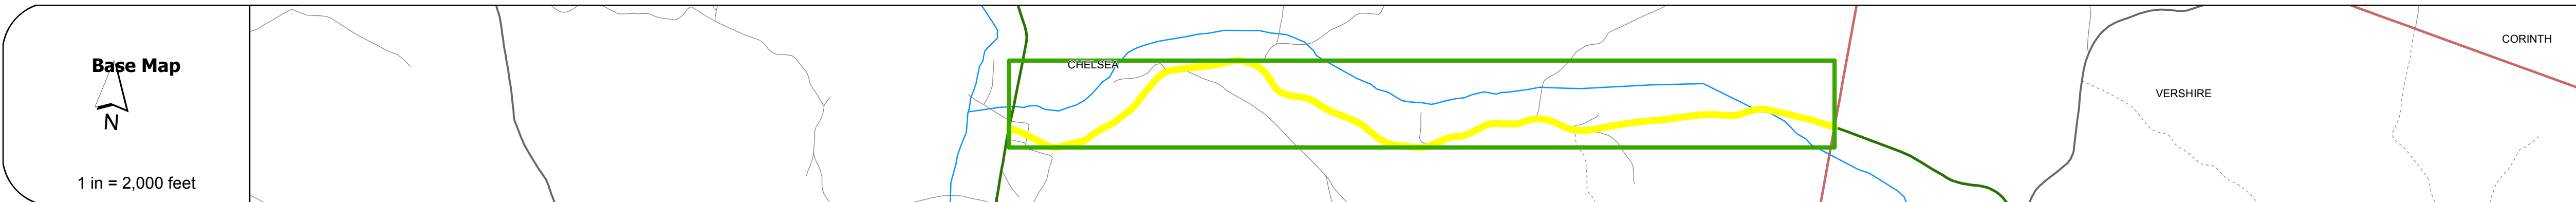 Base Map
N
1 in = 2,000 feet
CHELSEA
VERSHIRE
CORINTH